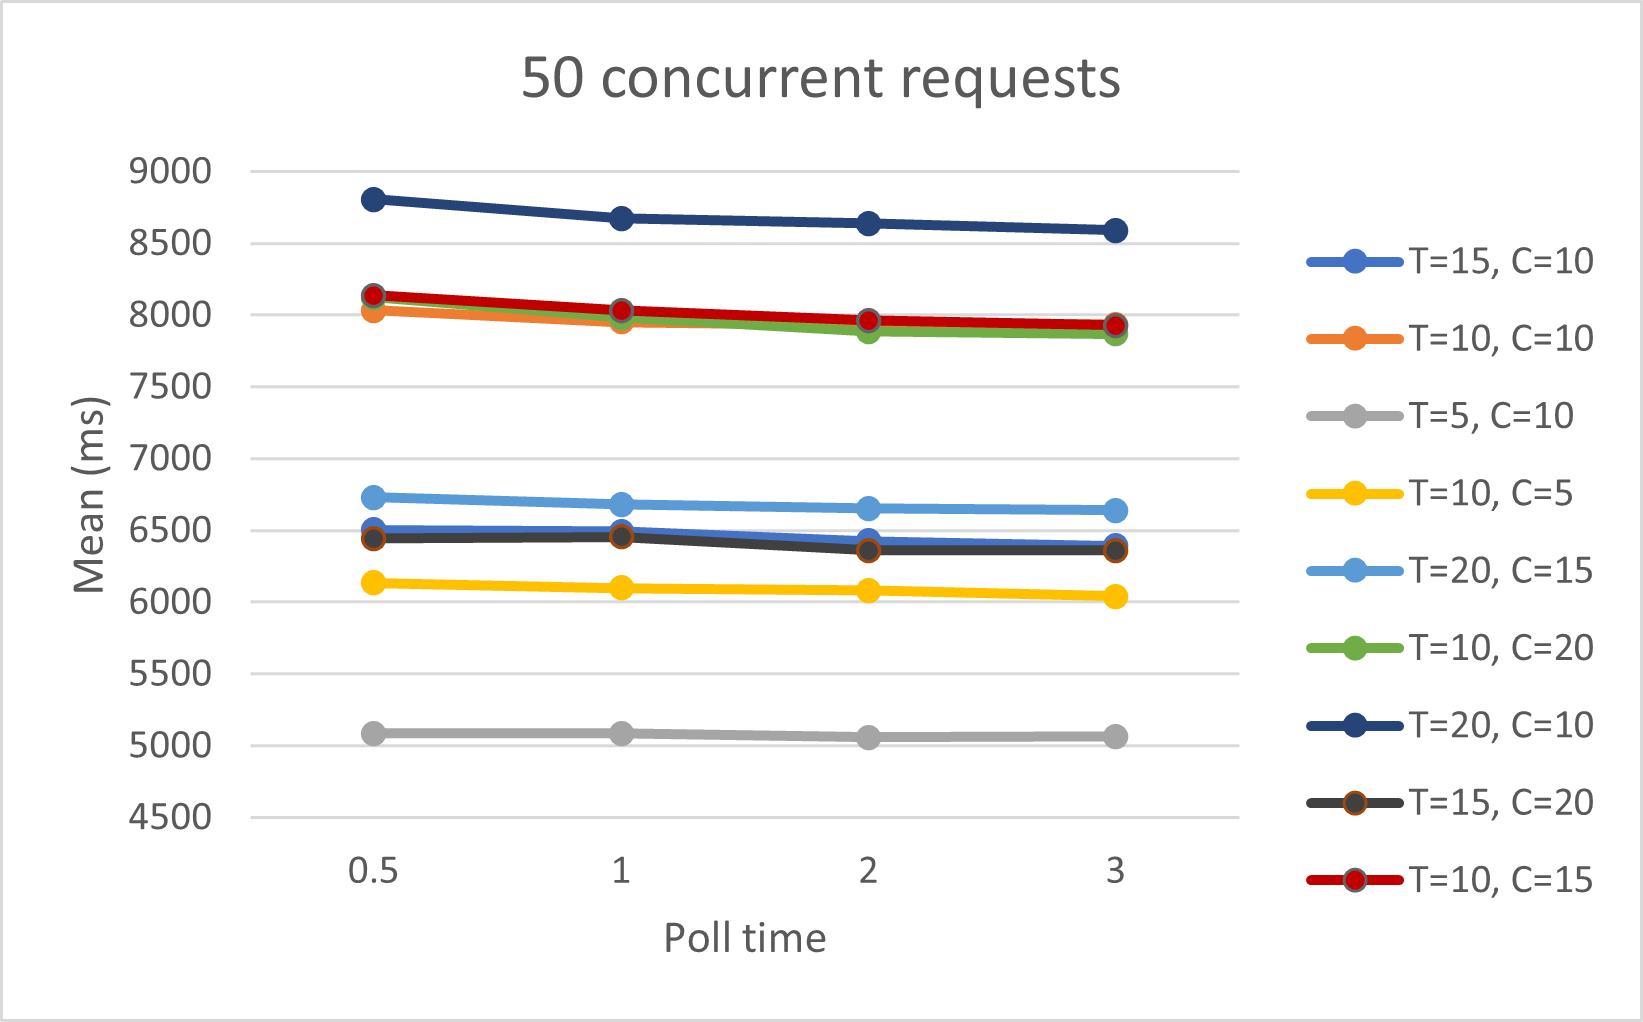 50 concurrent requests
9000
8500
8000
7500
7000
6500
6000
5500
5000
4500
Mean (ms)
0.5 1 2 3
Poll time
T=15, C=10
T=10, C=10
T=5, C=10
T=10, C=5
T=20, C=15
T=10, C=20
T=20, C=10
T=15, C=20
T=10, C=15